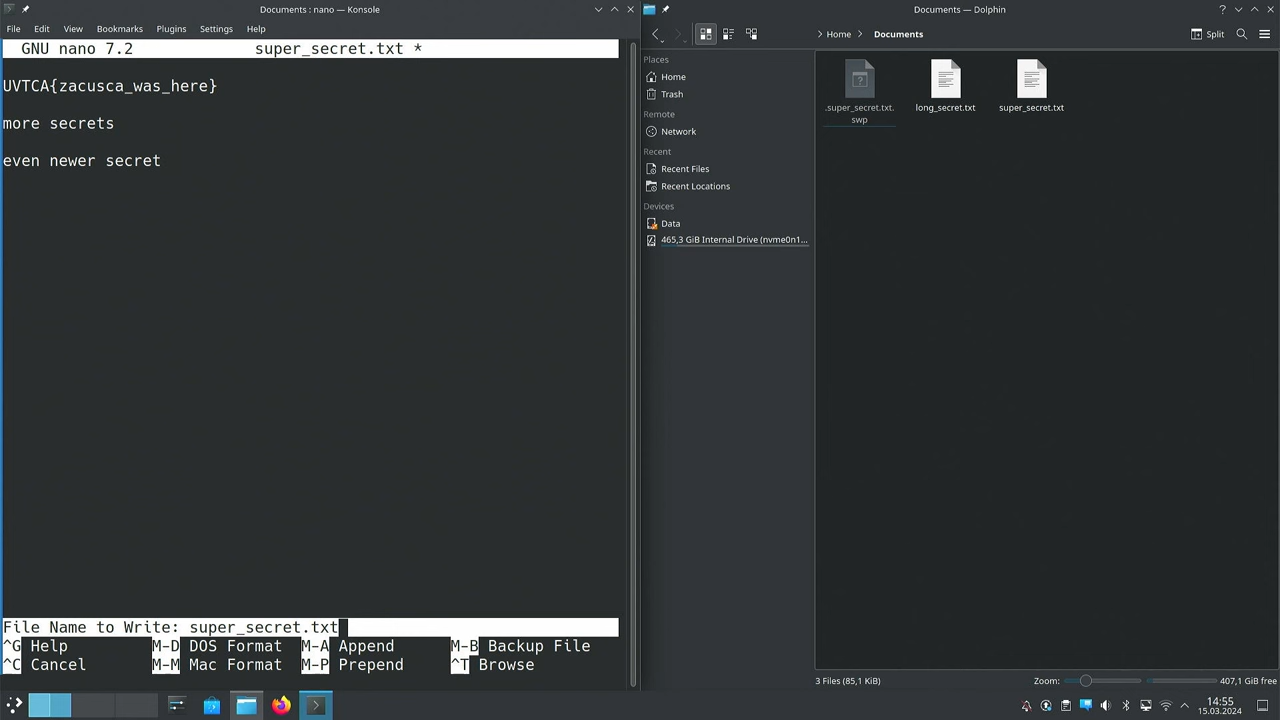 Documents : nano — Konsole
File Edit View Bookmarks Plugins Settings Help
GNU nano 7.2 super_secret.txt *
UVTCA{zacusca_was_here}
more secrets
even newer secret
File Name to Write: super_secret.txt
^G Help M-D DOS Format M-A Append M-B Backup File
^C Cancel M-M Mac Format M-P Prepend ^T Browse
Documents — Dolphin
Home Documents
Split
Places
Home
Trash
Remote
Network
Recent
Recent Files
Recent Locations
Devices
Data
465,3 GiB Internal Drive (nvme0n1...
.super_secret.txt.
swp
long_secret.txt
super_secret.txt
3 Files (85,1 KiB)
Zoom:
407,1 GiB free
14:55
15.03.2024